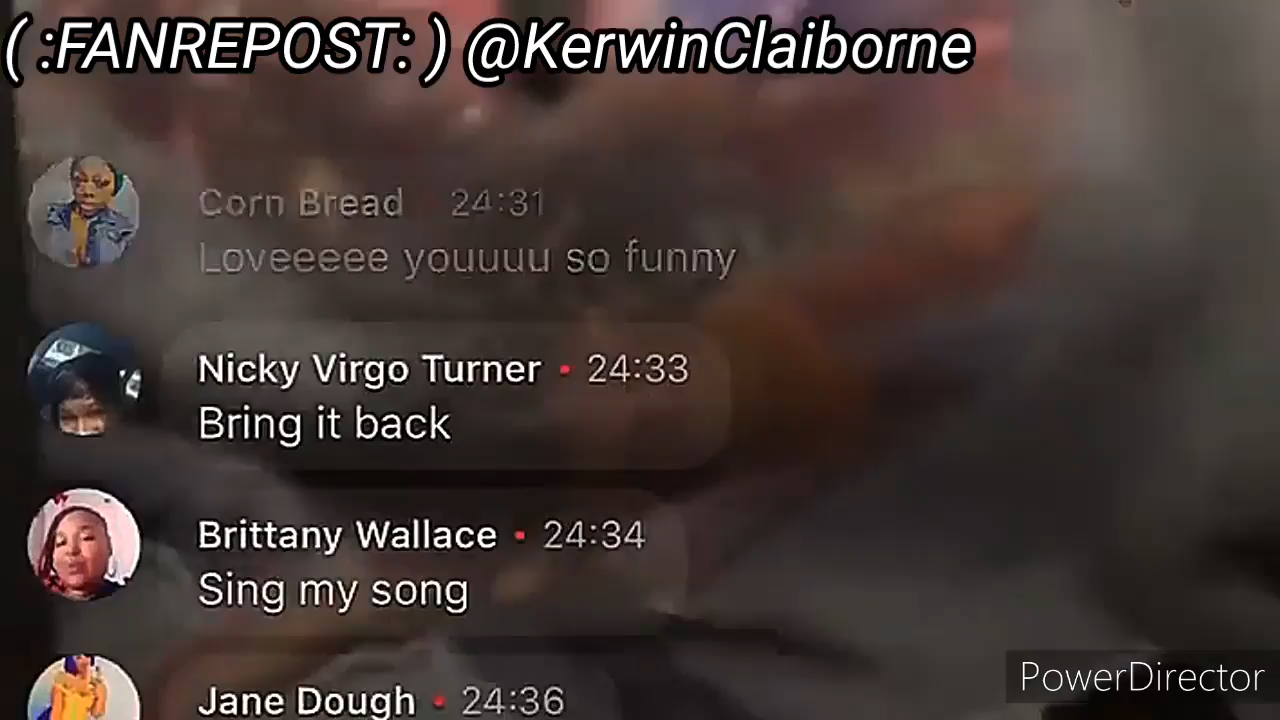 ( :FANREPOST: ) @KerwinClaiborne
Corn Bread • 24:31
Loveeeee youuuu so funny
Nicky Virgo Turner • 24:33
Bring it back
Brittany Wallace • 24:34
Sing my song
Jane Dough • 24:36
PowerDirector